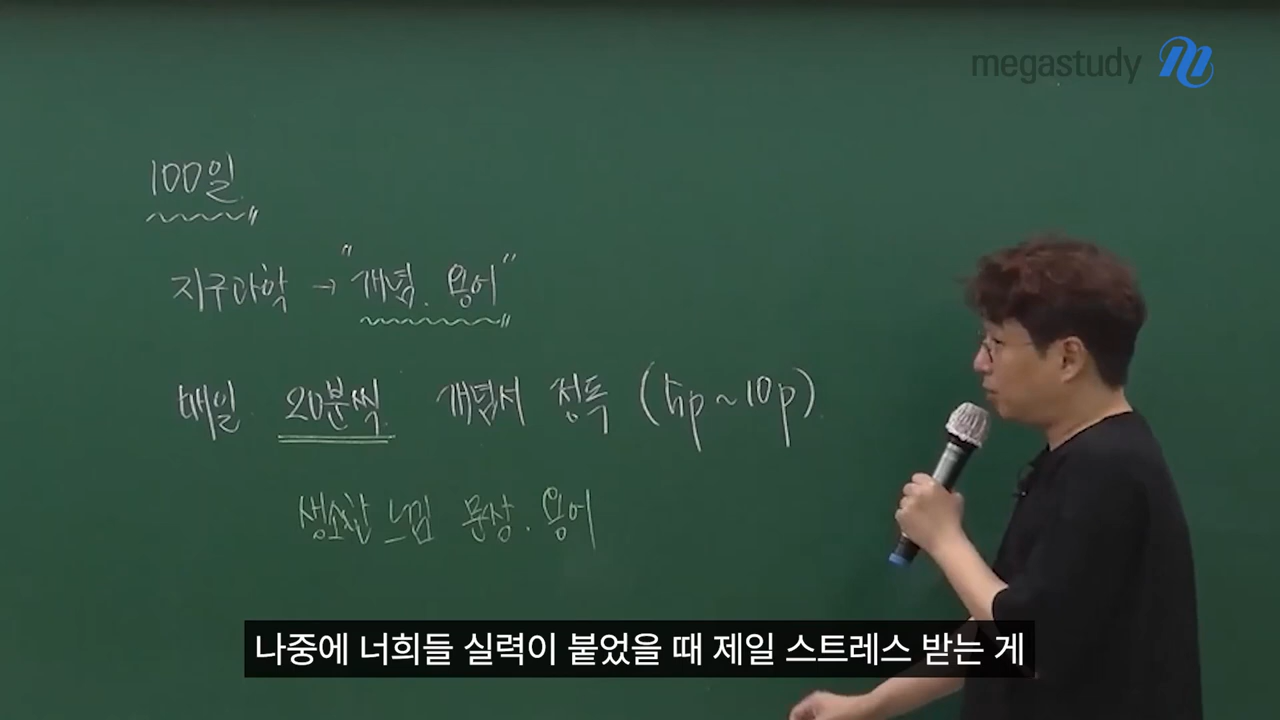 megastudy
100일
지구과학 → "개념. 용어"
매일 20분씩 개념서 정독 (5p ~ 10p)
생소한 느낌 문장. 용어
나중에 너희들 실력이 붙었을 때 제일 스트레스 받는 게